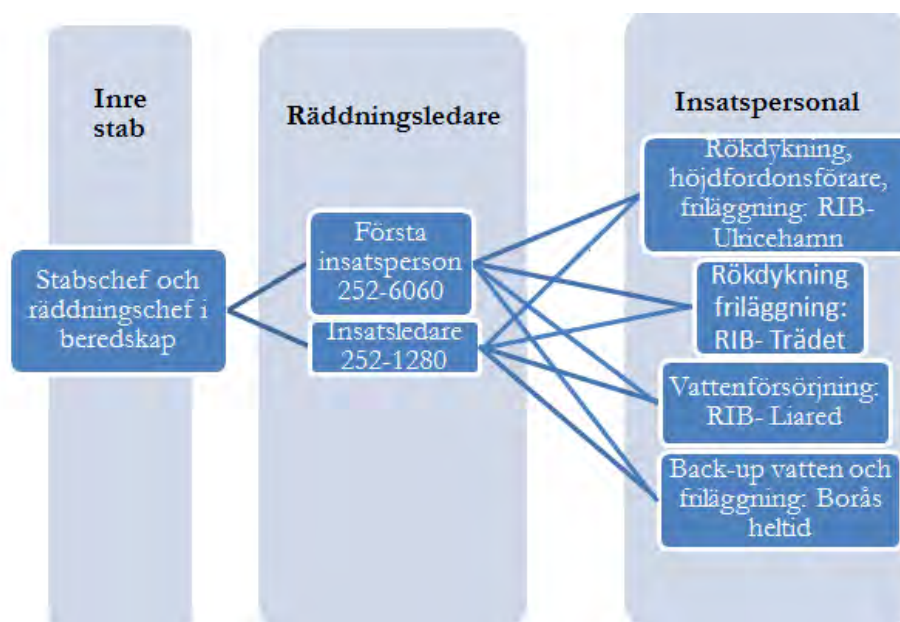 Inre
stab
Stabschef och
räddningschef i
beredskap
Räddningsledare
Första
insatsperson
252-6060
Insatsledare
252-1280
Insatspersonal
Rökdykning,
höjdfordonsförare,
friläggning: RIB-
Ulricehamn
Rökdykning
friläggning:
RIB- Trädet
Vattenförsörjning:
RIB- Liared
Back-up vatten och
friläggning: Borås
heltid